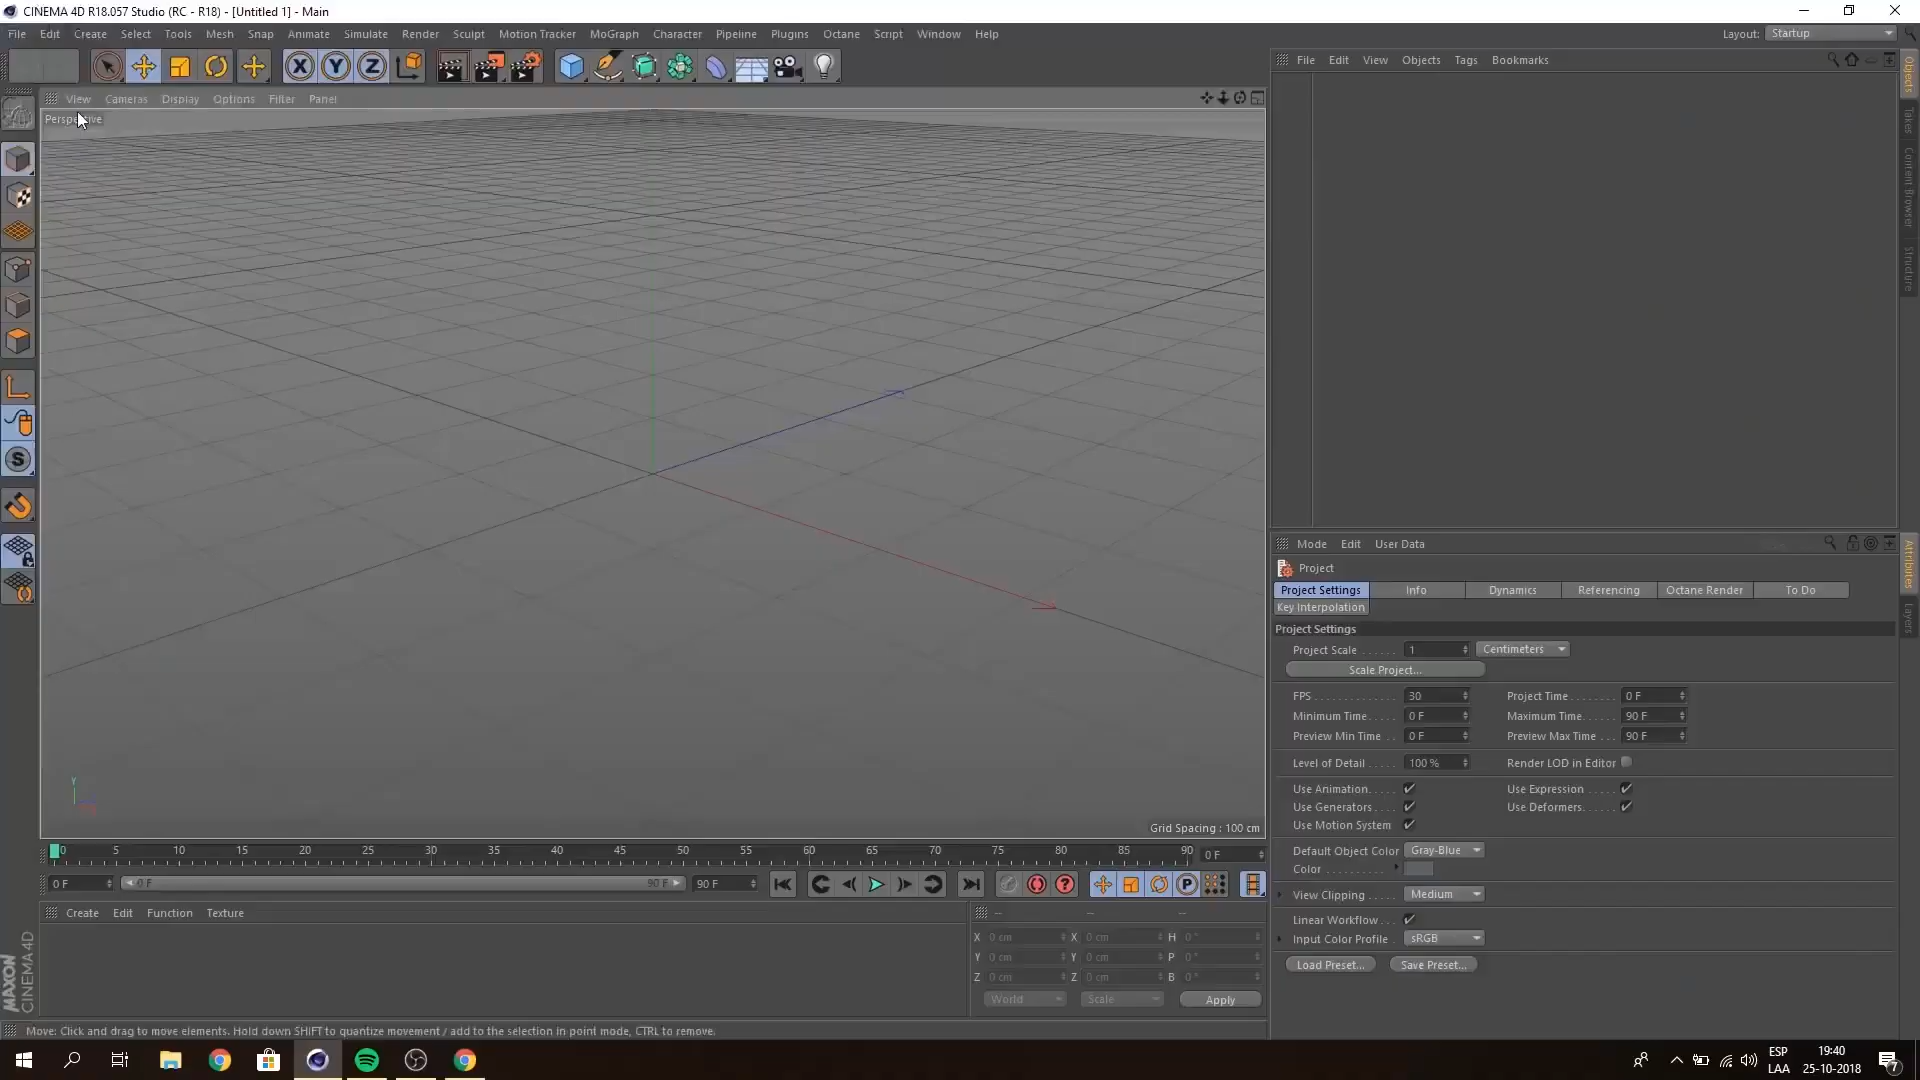 CINEMA 4D R18.057 Studio (RC - R18) - [Untitled 1] - Main
File Edit Create Select Tools Mesh Snap Animate Simulate Render Sculpt Motion Tracker MoGraph Character Pipeline Plugins Octane Script Window Help
Layout: Startup
X Y Z
File Edit View Objects Tags Bookmarks
View Cameras Display Options Filter Panel
Perspective
Objects
Takes
Content Browser
Structure
S
Y
Grid Spacing : 100 cm
Mode Edit User Data
Project
Project Settings Info Dynamics Referencing Octane Render To Do
Key Interpolation
Project Settings
Project Scale . . . . . . 1 Centimeters
Scale Project...
FPS . . . . . . . . . . . . . . 30 Project Time. . . . . . . . 0 F
Minimum Time. . . . . 0 F Maximum Time. . . . . . 90 F
Preview Min Time . . 0 F Preview Max Time . . . 90 F
Level of Detail . . . . . 100 % Render LOD in Editor
Use Animation. . . . . Use Expression . . . . .
Use Generators. . . . Use Deformers. . . . .
Use Motion System
Default Object Color Gray-Blue
Color . . . . . . . . . . .
View Clipping . . . . . Medium
Linear Workflow . . .
Input Color Profile . sRGB
Load Preset... Save Preset...
Attributes
Layers
0 5 10 15 20 25 30 35 40 45 50 55 60 65 70 75 80 85 90 0 F
0 F 0 F 90 F 90 F ? P
Create Edit Function Texture
-- -- --
X 0 cm X 0 cm H 0 °
Y 0 cm Y 0 cm P 0 °
Z 0 cm Z 0 cm B 0 °
World Scale Apply
MAXON CINEMA 4D
Move: Click and drag to move elements. Hold down SHIFT to quantize movement / add to the selection in point mode, CTRL to remove.
ESP
LAA
19:40
25-10-2018
7